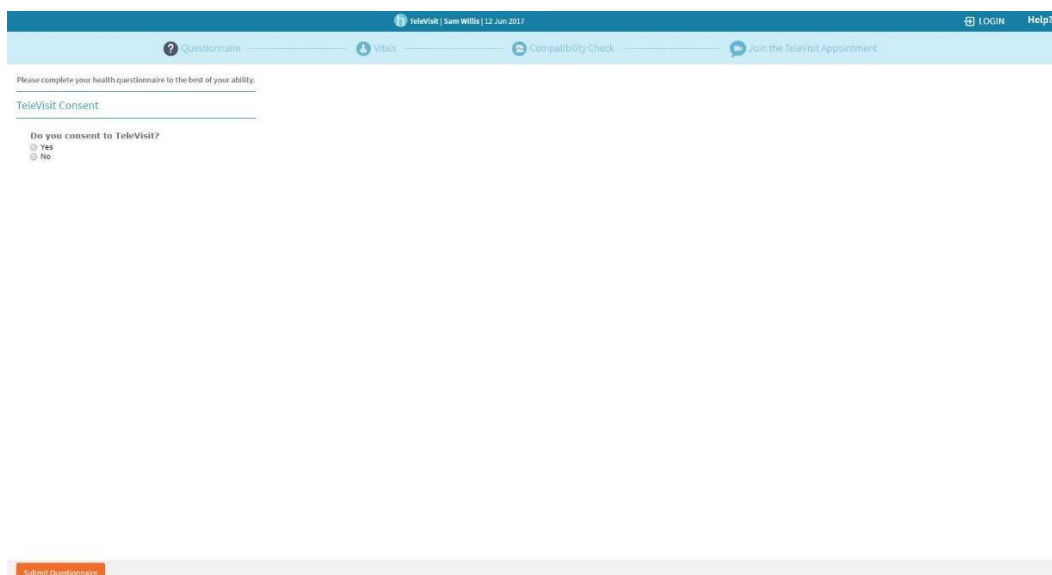 TeleVisit | Sam Willis | 12 Jun 2017
LOGIN
Help?
Questionnaire
Vitals
Compatibility Check
Join the TeleVisit Appointment
Please complete your health questionnaire to the best of your ability.
TeleVisit Consent
Do you consent to TeleVisit?
Yes
No
Submit Questionnaire